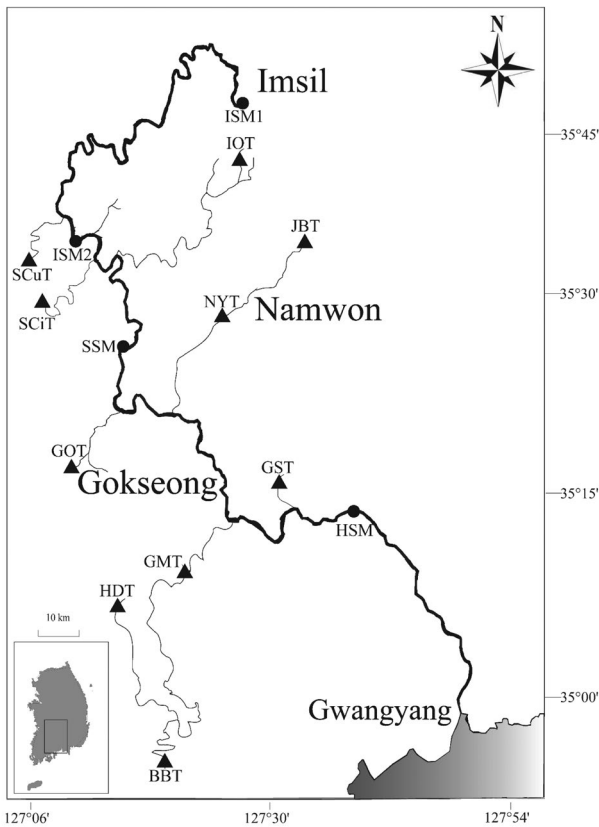 N
Imsil
ISM1
35°45
IOT
JBT
ISM2
SCuT
SCiT
35°30
NYT
Namwon
SSM
GOT
GST
Gokseong
35°15
HSM
GMT
HDT
10 km
35°00
Gwangyang
BBT
127°06
127°30
127°54